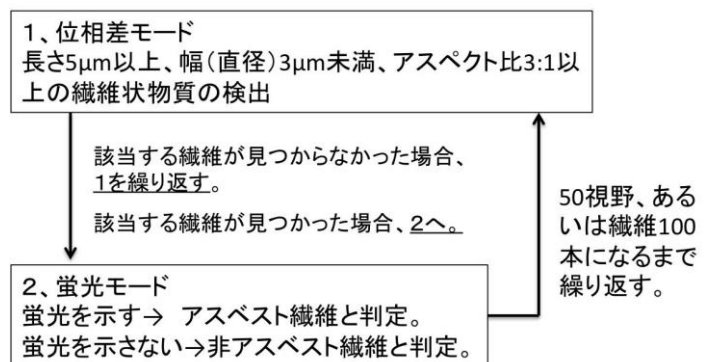 1、位相差モード
長さ5μm以上、幅（直径）3μm未満、アスペクト比3:1以
上の繊維状物質の検出
該当する繊維が見つからなかった場合、
1を繰り返す。
該当する繊維が見つかった場合、2へ。
50視野、ある
いは繊維100
本になるまで
繰り返す。
2、蛍光モード
蛍光を示す→ アスベスト繊維と判定。
蛍光を示さない→非アスベスト繊維と判定。